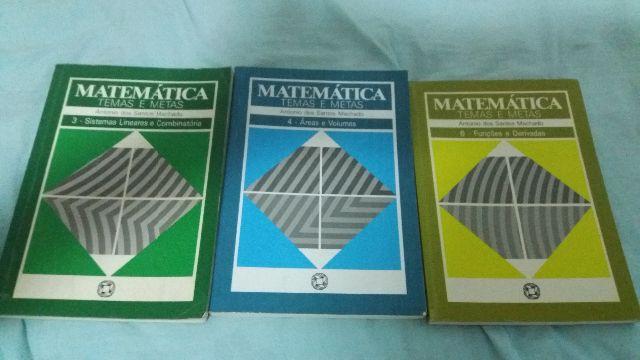 MATEMÁTICA
TEMAS E METAS
Antonio dos Santos Machado
3 - Sistemas Lineares e Combinatória
MATEMÁTICA
TEMAS E METAS
Antonio dos Santos Machado
4 - Áreas e Volumes
MATEMÁTICA
TEMAS E METAS
Antonio dos Santos Machado
6 - Funções e Derivadas